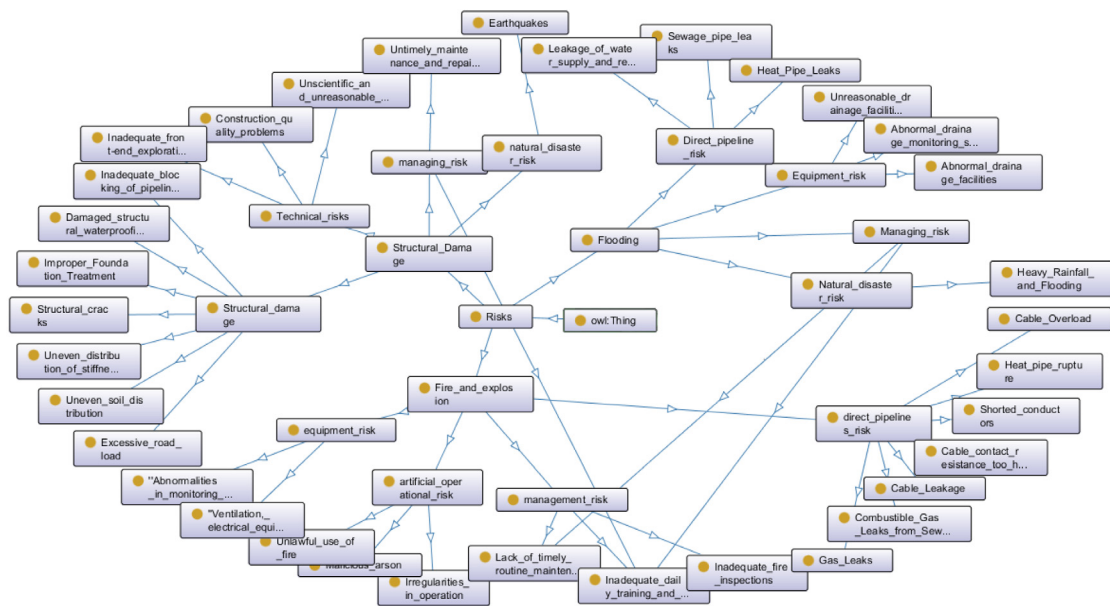 Earthquakes
Untimely_mainte
nance_and_repai...
Leakage_of_wate
r_supply_and_re...
Sewage_pipe_lea
ks
Heat_Pipe_Leaks
Unscientific_an
d_unreasonable_...
Unreasonable_dr
ainage_faciliti...
Construction_qu
ality_problems
Abnormal_draina
ge_monitoring_s...
Inadequate_fron
t-end_explorati...
Direct_pipeline
_risk
natural_disaste
r_risk
managing_risk
Abnormal_draina
ge_facilities
Equipment_risk
Inadequate_bloc
king_of_pipelin...
Damaged_structu
ral_waterproofi...
Technical_risks
Structural_Dama
ge
Flooding
Managing_risk
Improper_Founda
tion_Treatment
Natural_disaste
r_risk
Heavy_Rainfall_
and_Flooding
Structural_crac
ks
Structural_dama
ge
Risks
owl:Thing
Cable_Overload
Uneven_distribu
tion_of_stiffne...
Heat_pipe_ruptu
re
Uneven_soil_dis
tribution
Fire_and_explos
ion
direct_pipeline
s_risk
Shorted_conduct
ors
Excessive_road_
load
equipment_risk
Cable_contact_r
esistance_too_h...
"Abnormalities
_in_monitoring_...
artificial_oper
ational_risk
management_risk
Cable_Leakage
"Ventilation,_
electrical_equi...
Combustible_Gas
_Leaks_from_Sew...
Unlawful_use_of
_fire
Malicious_arson
Irregularities_
in_operation
Lack_of_timely_
routine_mainten...
Inadequate_dail
y_training_and_...
Inadequate_fire
_inspections
Gas_Leaks